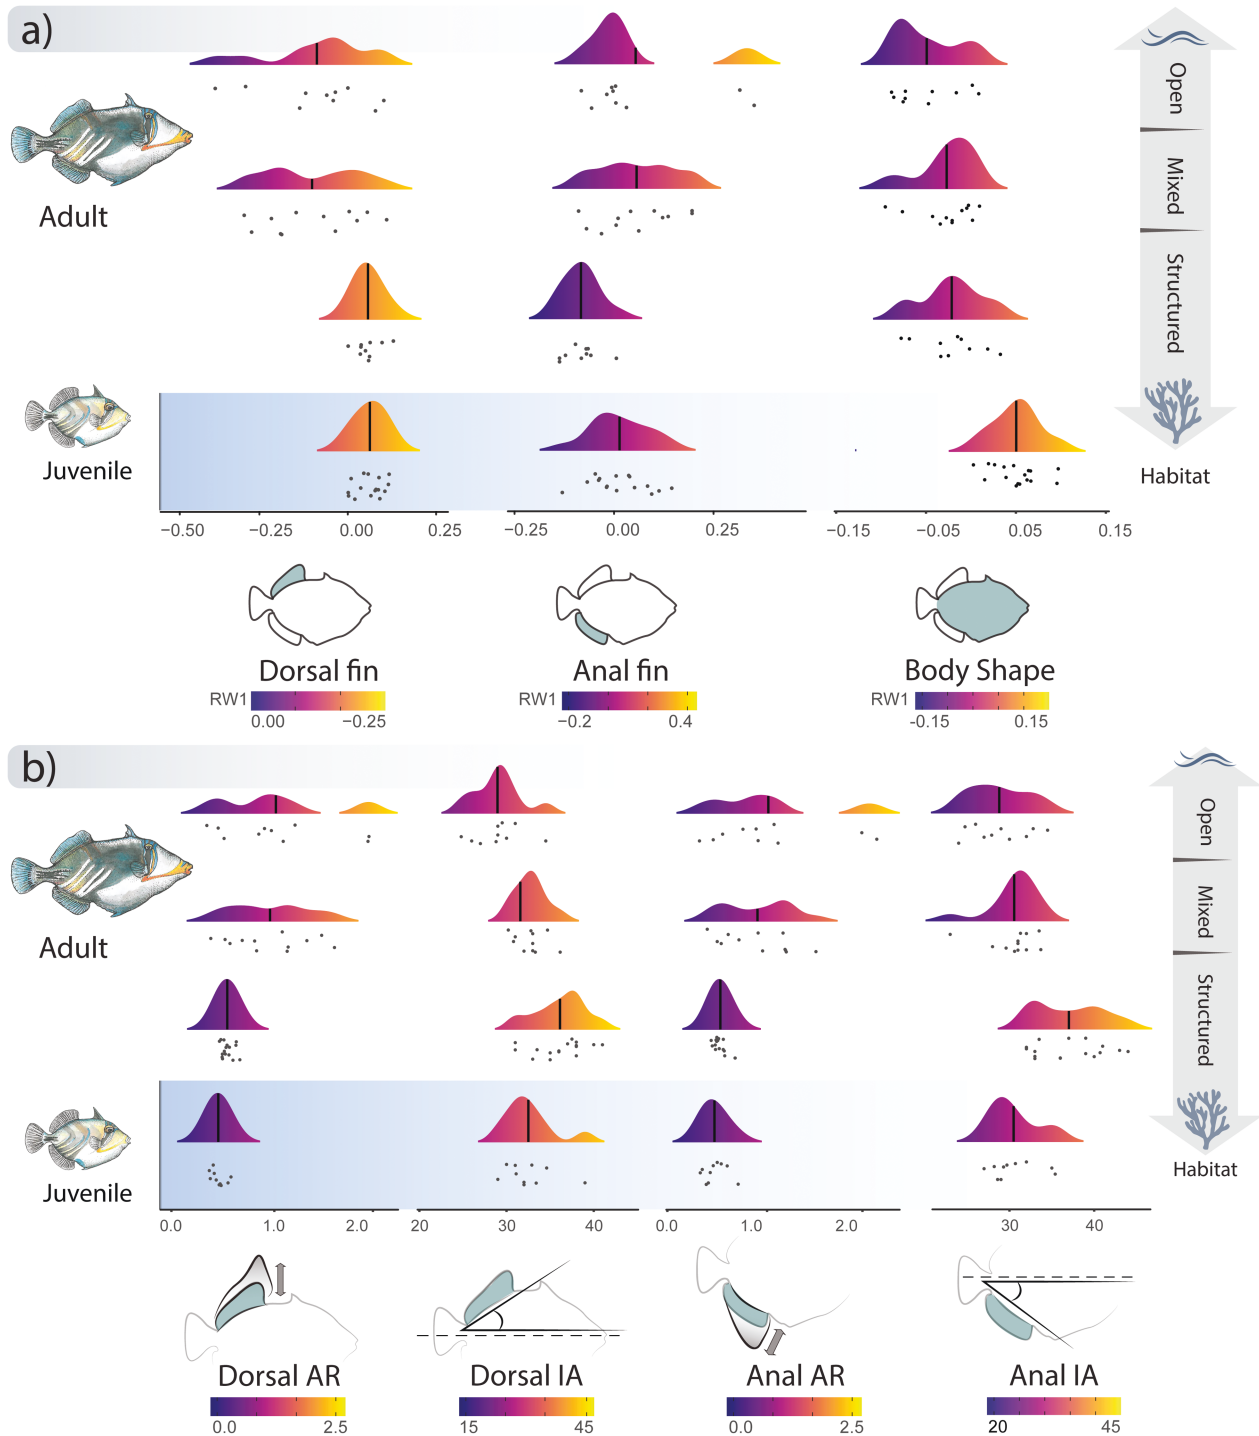 a)
Open
Mixed
Structured
Habitat
Adult
Juvenile
−0.50 −0.25 0.00 0.25 −0.25 0.00 0.25 −0.15 −0.05 0.05 0.15
Dorsal fin Anal fin Body Shape
RW1 RW1 RW1
0.00 −0.25 −0.2 0.4 -0.15 0.15
b)
Open
Mixed
Structured
Habitat
Adult
Juvenile
0.0 1.0 2.0 20 30 40 0.0 1.0 2.0 30 40
Dorsal AR Dorsal IA Anal AR Anal IA
0.0 2.5 15 45 0.0 2.5 20 45